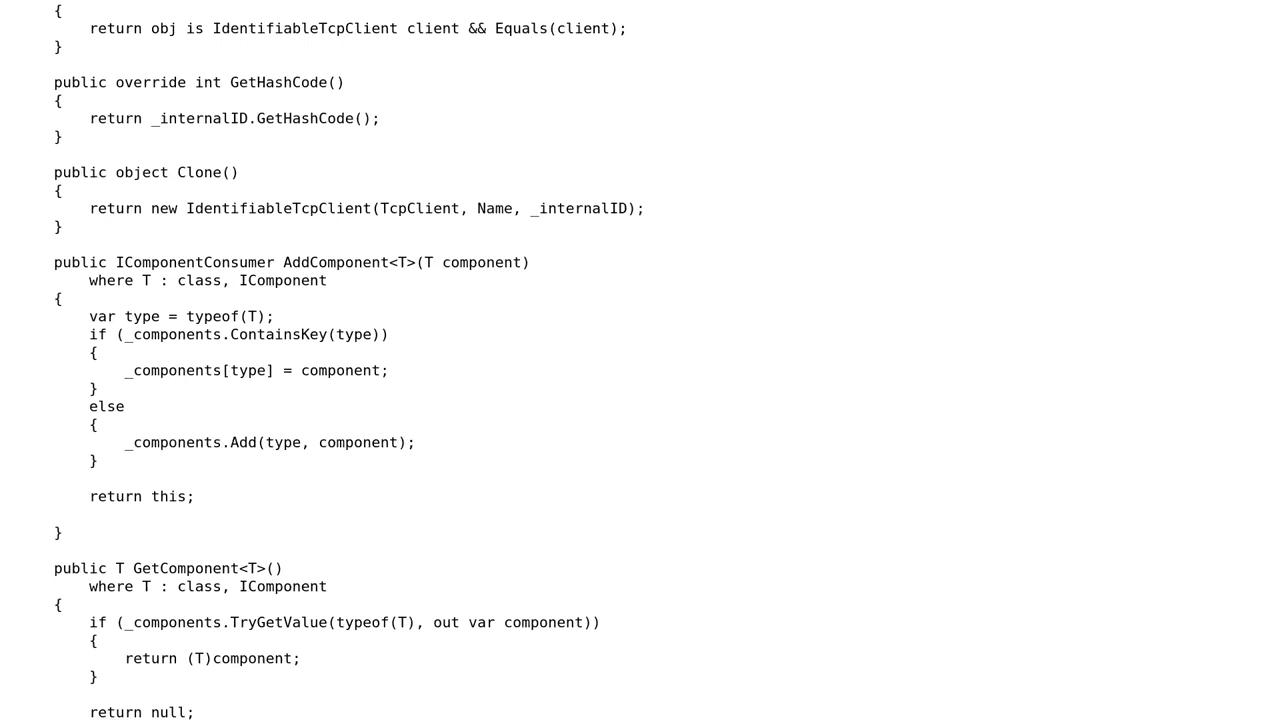 {
    return obj is IdentifiableTcpClient client && Equals(client);
}

public override int GetHashCode()
{
    return _internalID.GetHashCode();
}

public object Clone()
{
    return new IdentifiableTcpClient(TcpClient, Name, _internalID);
}

public IComponentConsumer AddComponent<T>(T component)
    where T : class, IComponent
{
    var type = typeof(T);
    if (_components.ContainsKey(type))
    {
        _components[type] = component;
    }
    else
    {
        _components.Add(type, component);
    }

    return this;

}

public T GetComponent<T>()
    where T : class, IComponent
{
    if (_components.TryGetValue(typeof(T), out var component))
    {
        return (T)component;
    }

    return null;